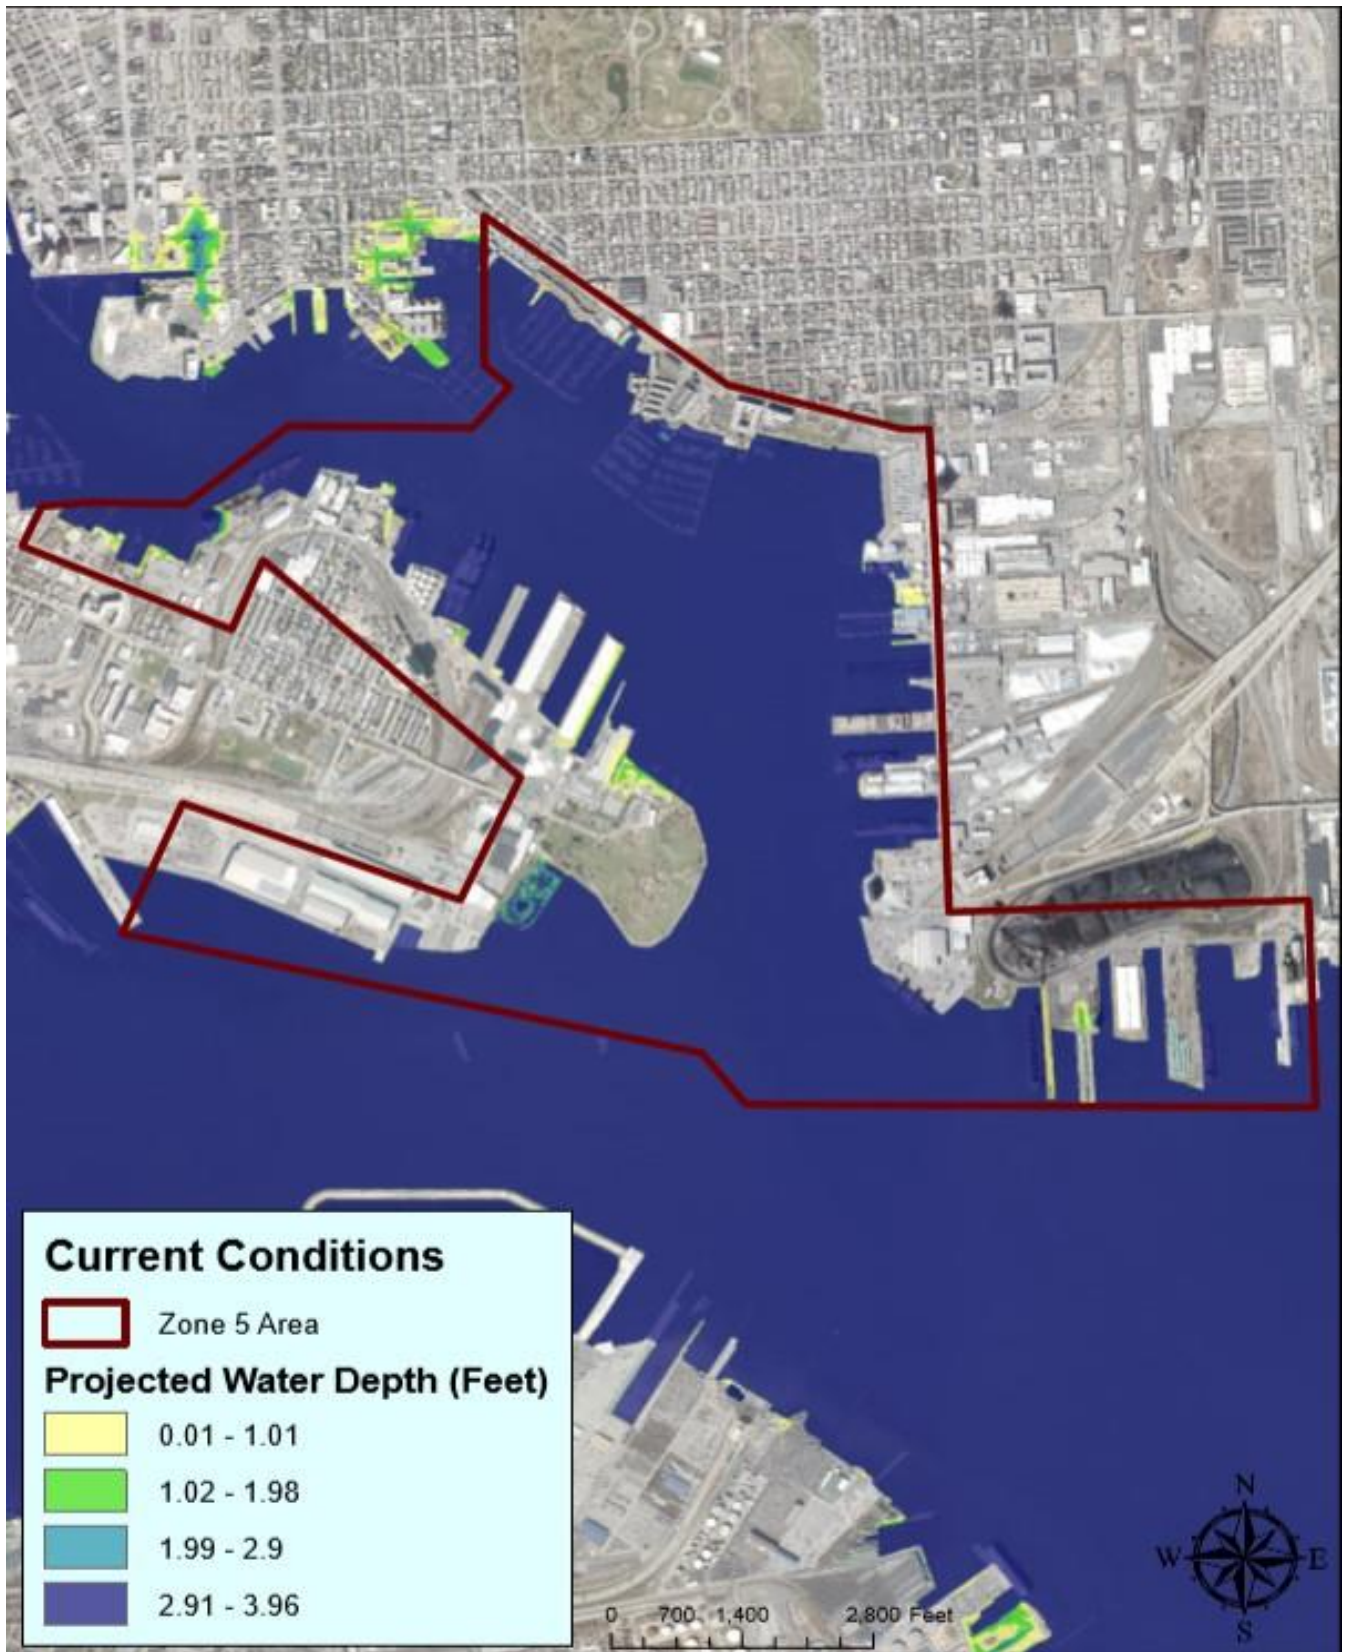 Current Conditions
Zone 5 Area
Projected Water Depth (Feet)
0.01 - 1.01
1.02 - 1.98
1.99 - 2.9
2.91 - 3.96
0 700 1,400 2,800 Feet
N
W E
S